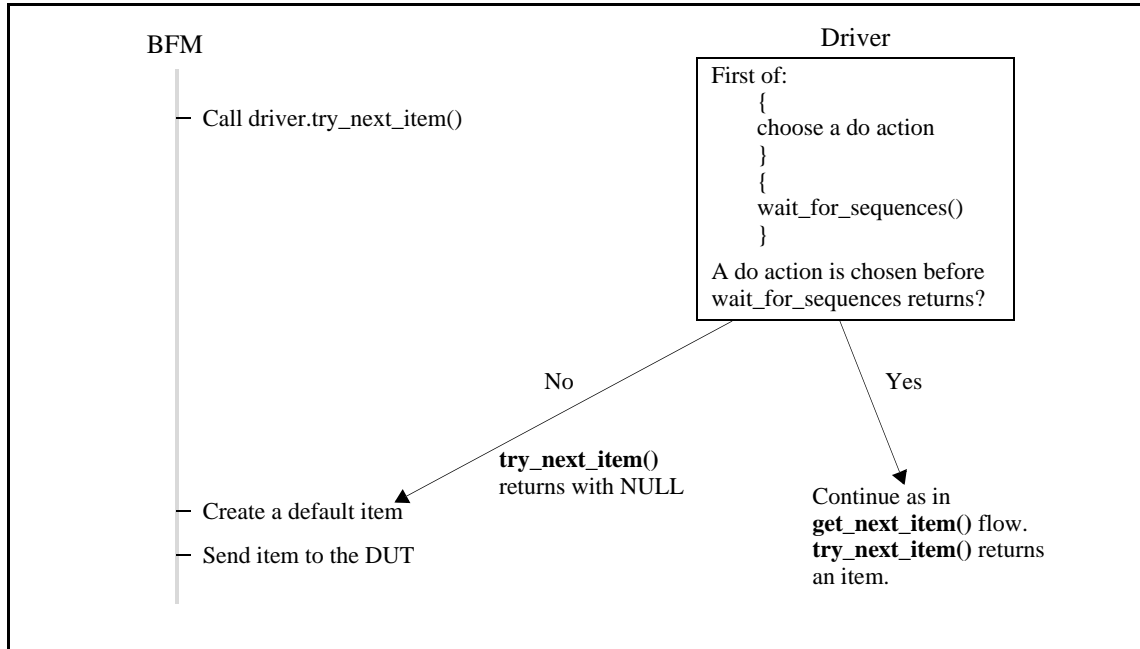 BFM
Driver
Call driver.try_next_item()
First of:
{
choose a do action
}
{
wait_for_sequences()
}
A do action is chosen before
wait_for_sequences returns?
No
Yes
try_next_item()
returns with NULL
Create a default item
Send item to the DUT
Continue as in
get_next_item() flow.
try_next_item() returns
an item.